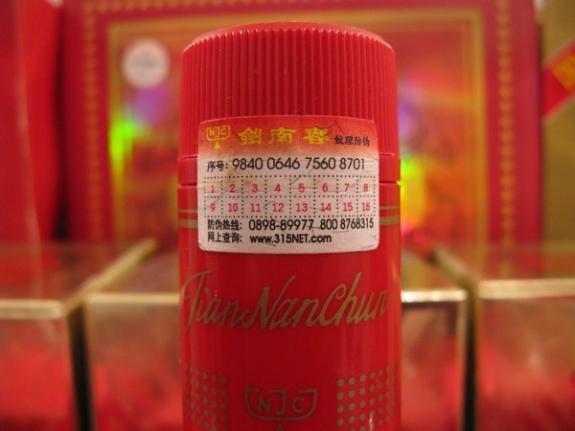 NJC 剑南春 纹理防伪
序号: 9840 0646 7560 8701
1 2 3 4 5 6 7 8
9 10 11 12 13 14 15 16
防伪热线: 0898-89977 800 8768315
网上查询: www.315NET.com
JianNanChun
NJC